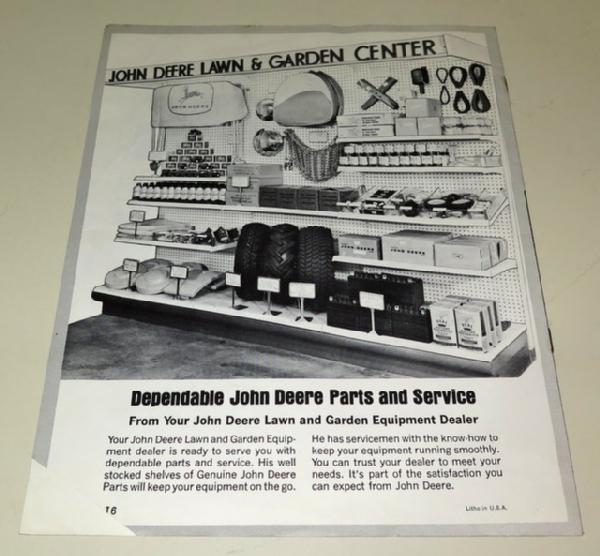 JOHN DEERE LAWN & GARDEN CENTER
JOHN DEERE
JOHN DEERE
Dependable John Deere Parts and Service
From Your John Deere Lawn and Garden Equipment Dealer
Your John Deere Lawn and Garden Equip-
ment dealer is ready to serve you with
dependable parts and service. His well
stocked shelves of Genuine John Deere
Parts will keep your equipment on the go.
He has servicemen with the know-how to
keep your equipment running smoothly.
You can trust your dealer to meet your
needs. It's part of the satisfaction you
can expect from John Deere.
16
Litho in U.S.A.